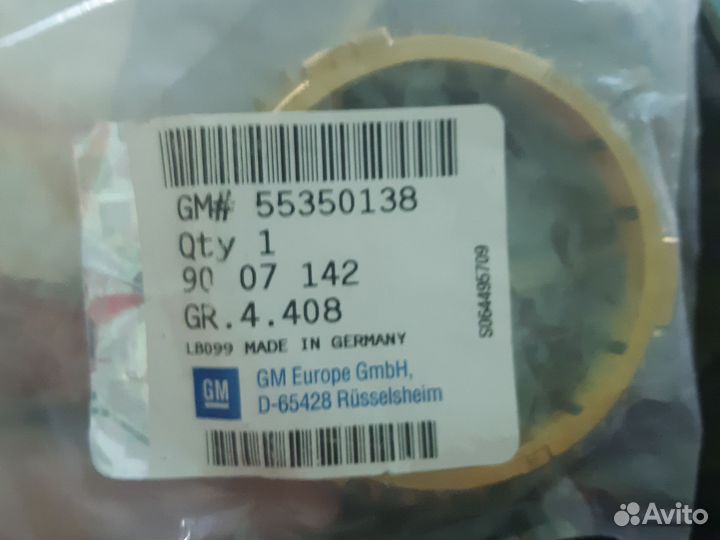 GM# 55350138
Qty 1
90 07 142
GR.4.408
LB099 MADE IN GERMANY
GM
GM Europe GmbH,
D-65428 Rüsselsheim
S064495709
Avito